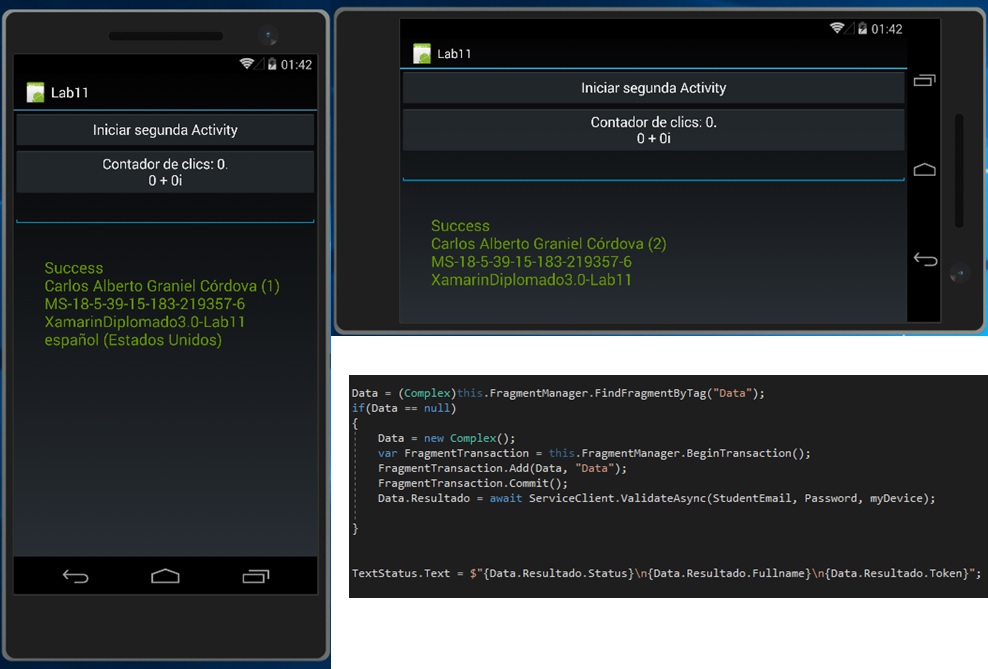 01:42
Lab11
Iniciar segunda Activity
Contador de clics: 0.
0 + 0i
Success
Carlos Alberto Graniel Córdova (1)
MS-18-5-39-15-183-219357-6
XamarinDiplomado3.0-Lab11
español (Estados Unidos)
01:42
Lab11
Iniciar segunda Activity
Contador de clics: 0.
0 + 0i
Success
Carlos Alberto Graniel Córdova (2)
MS-18-5-39-15-183-219357-6
XamarinDiplomado3.0-Lab11
Data = (Complex)this.FragmentManager.FindFragmentByTag("Data");
if(Data == null)
{
Data = new Complex();
var FragmentTransaction = this.FragmentManager.BeginTransaction();
FragmentTransaction.Add(Data, "Data");
FragmentTransaction.Commit();
Data.Resultado = await ServiceClient.ValidateAsync(StudentEmail, Password, myDevice);
}
TextStatus.Text = $"{Data.Resultado.Status}\n{Data.Resultado.Fullname}\n{Data.Resultado.Token}";